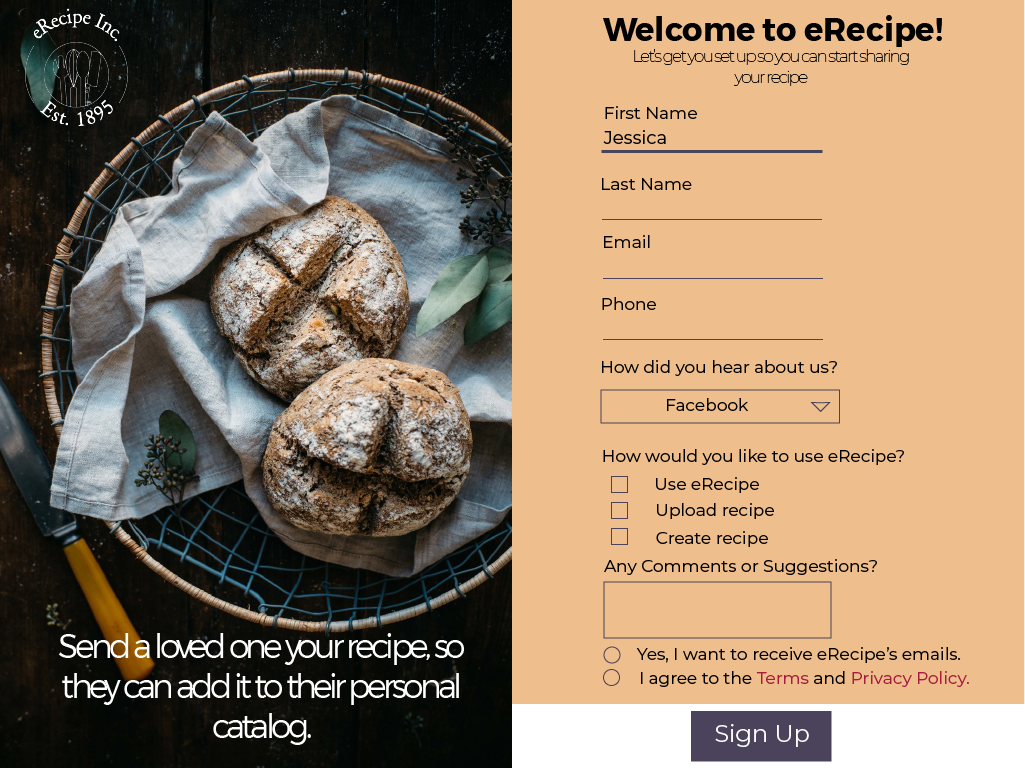 eRecipe Inc.
Est. 1895
Send a loved one your recipe, so
they can add it to their personal
catalog.
Welcome to eRecipe!
Let's get you set up so you can start sharing
your recipe
First Name
Jessica
Last Name
Email
Phone
How did you hear about us?
Facebook
How would you like to use eRecipe?
Use eRecipe
Upload recipe
Create recipe
Any Comments or Suggestions?
Yes, I want to receive eRecipe’s emails.
I agree to the Terms and Privacy Policy.
Sign Up